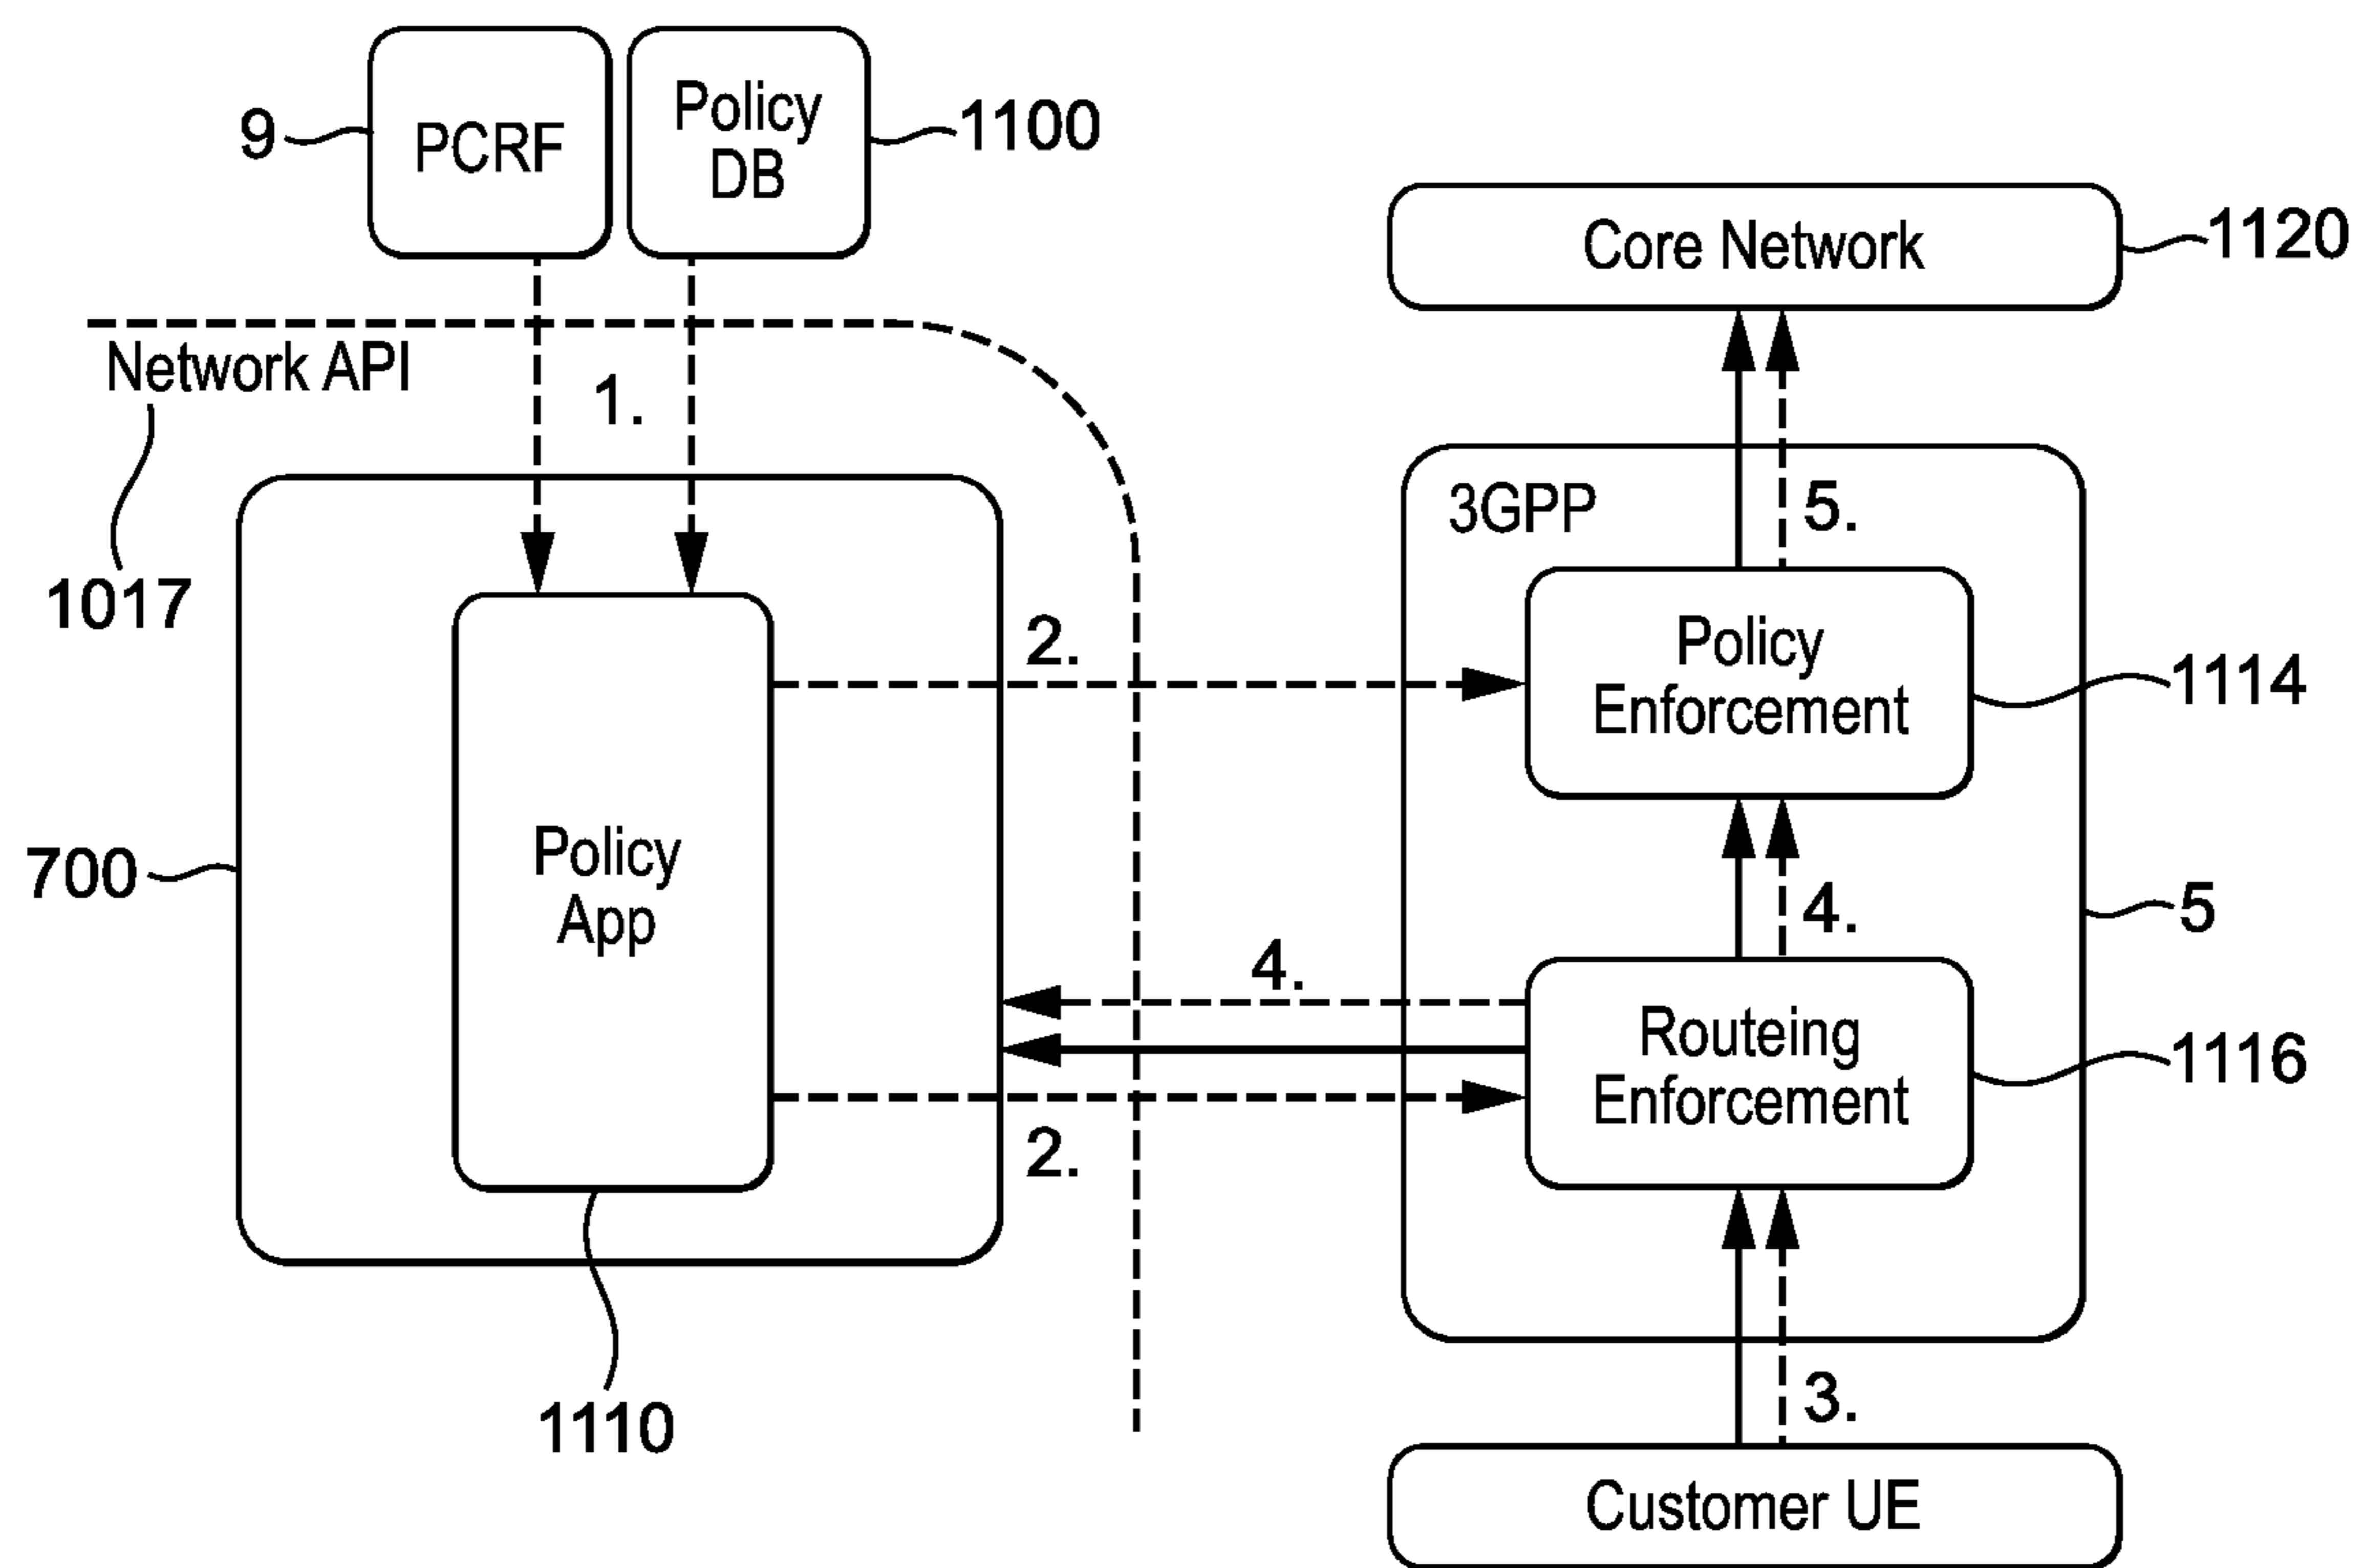 9
PCRF
Policy
DB
1100
Core Network
1120
Network API
1.
1017
3GPP
5.
2.
Policy
Enforcement
1114
700
Policy
App
4.
5
4.
Routeing
Enforcement
1116
2.
3.
1110
Customer UE